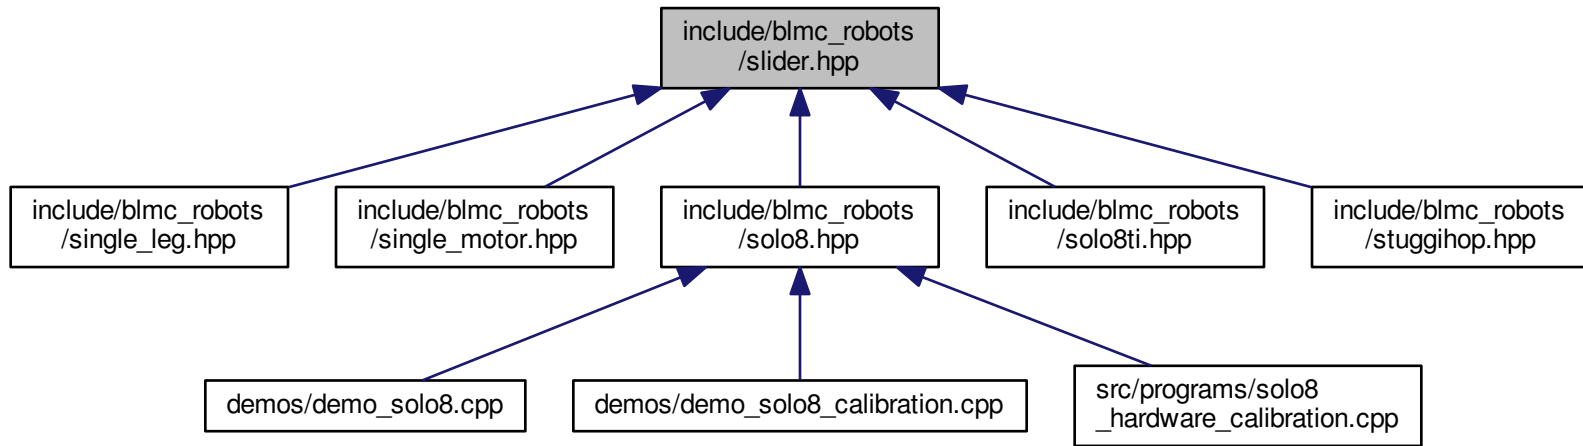 include/blmc_robots
/slider.hpp
include/blmc_robots
/single_leg.hpp
include/blmc_robots
/single_motor.hpp
include/blmc_robots
/solo8.hpp
include/blmc_robots
/solo8ti.hpp
include/blmc_robots
/stuggihop.hpp
demos/demo_solo8.cpp
demos/demo_solo8_calibration.cpp
src/programs/solo8
_hardware_calibration.cpp